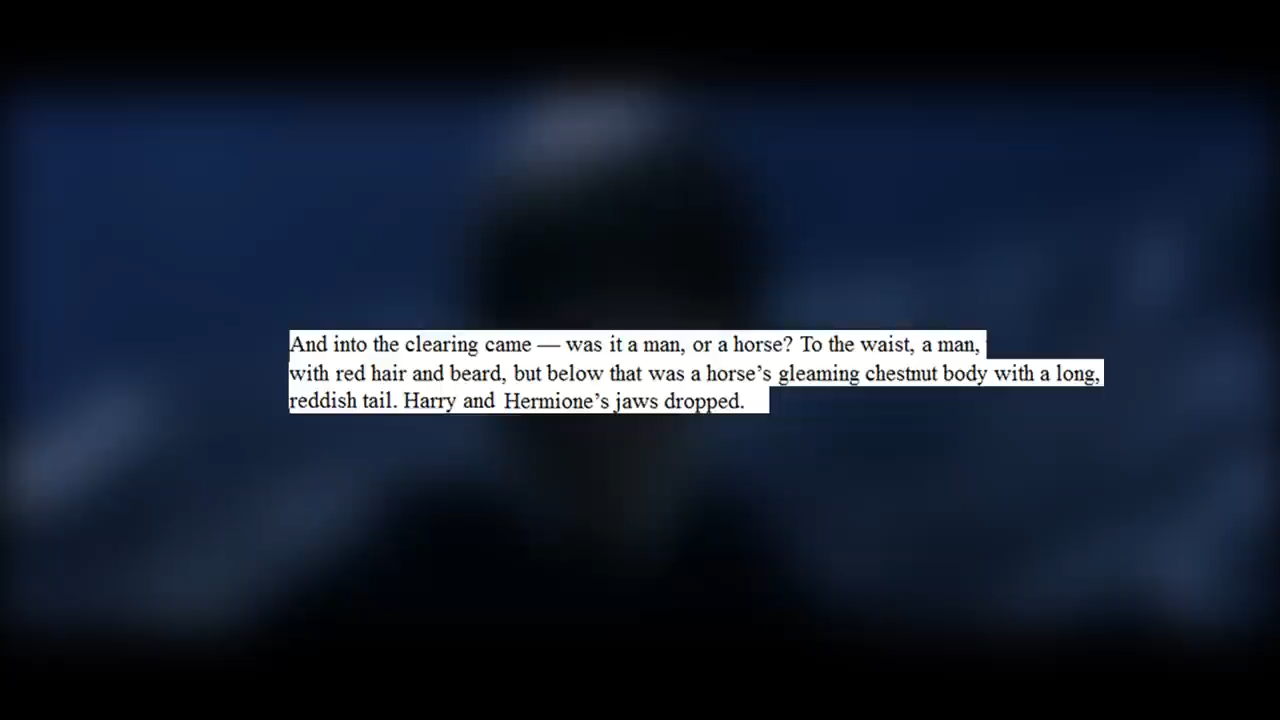 And into the clearing came — was it a man, or a horse? To the waist, a man,
with red hair and beard, but below that was a horse’s gleaming chestnut body with a long,
reddish tail. Harry and Hermione’s jaws dropped.